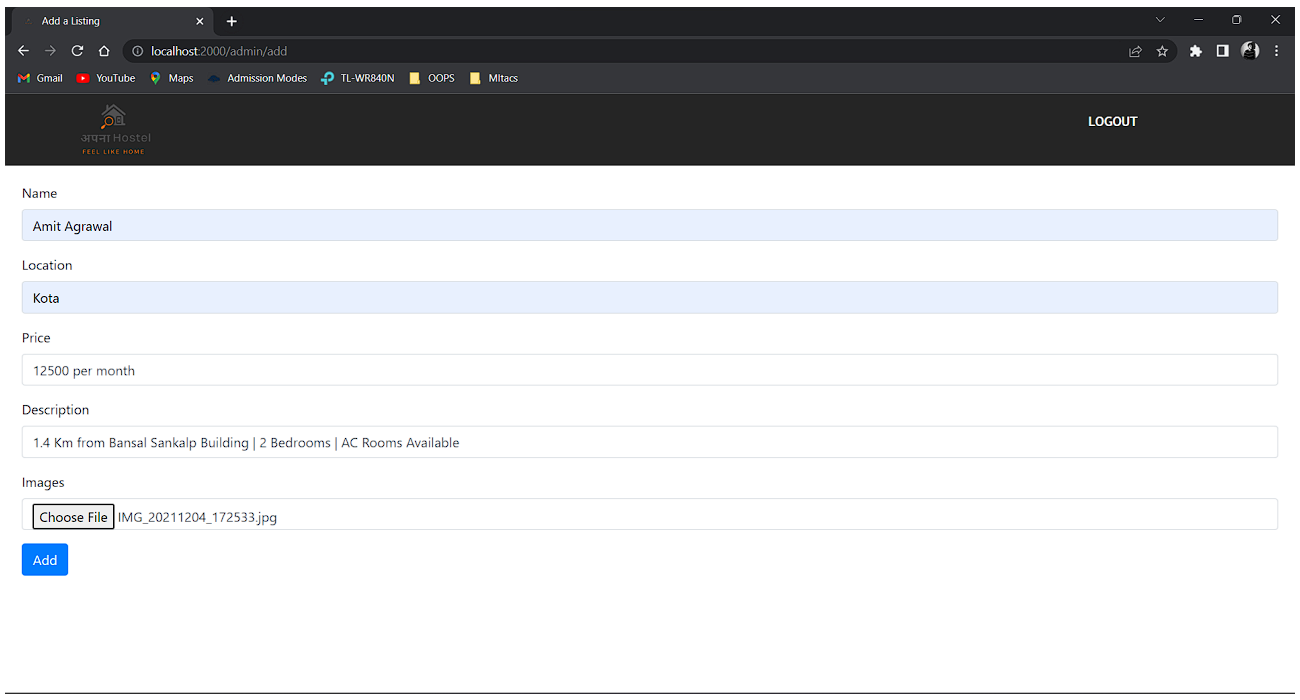 Add a Listing
localhost:2000/admin/add
Gmail YouTube Maps Admission Modes TL-WR840N OOPS MItacs
अपना Hostel
FEEL LIKE HOME
LOGOUT
Name
Amit Agrawal
Location
Kota
Price
12500 per month
Description
1.4 Km from Bansal Sankalp Building | 2 Bedrooms | AC Rooms Available
Images
Choose File IMG_20211204_172533.jpg
Add